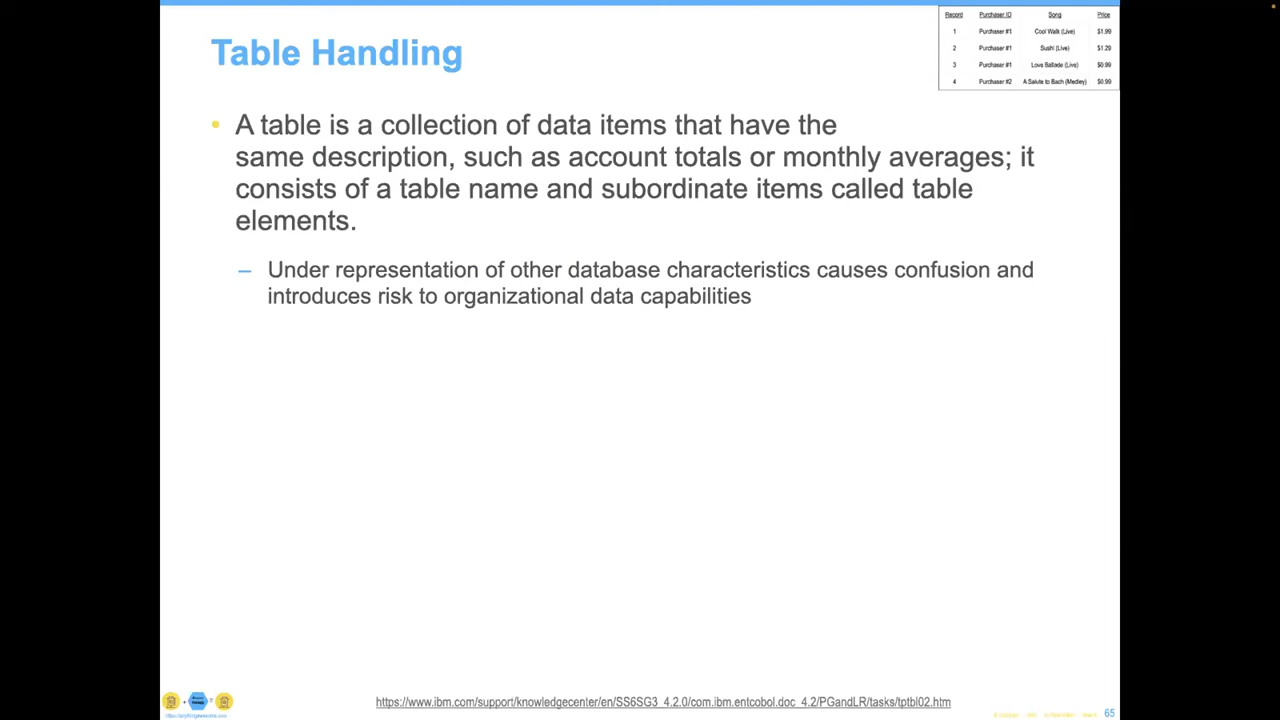 Table Handling
Record Purchaser ID Song Price
1 Purchaser #1 Cool Walk (Live) $1.99
2 Purchaser #1 Sushi (Live) $1.29
3 Purchaser #1 Love Ballade (Live) $0.99
4 Purchaser #2 A Salute to Bach (Medley) $0.99
• A table is a collection of data items that have the
same description, such as account totals or monthly averages; it
consists of a table name and subordinate items called table
elements.
– Under representation of other database characteristics causes confusion and
introduces risk to organizational data capabilities
https://www.ibm.com/support/knowledgecenter/en/SS6SG3_4.2.0/com.ibm.entcobol.doc_4.2/PGandLR/tasks/tptbl02.htm
65